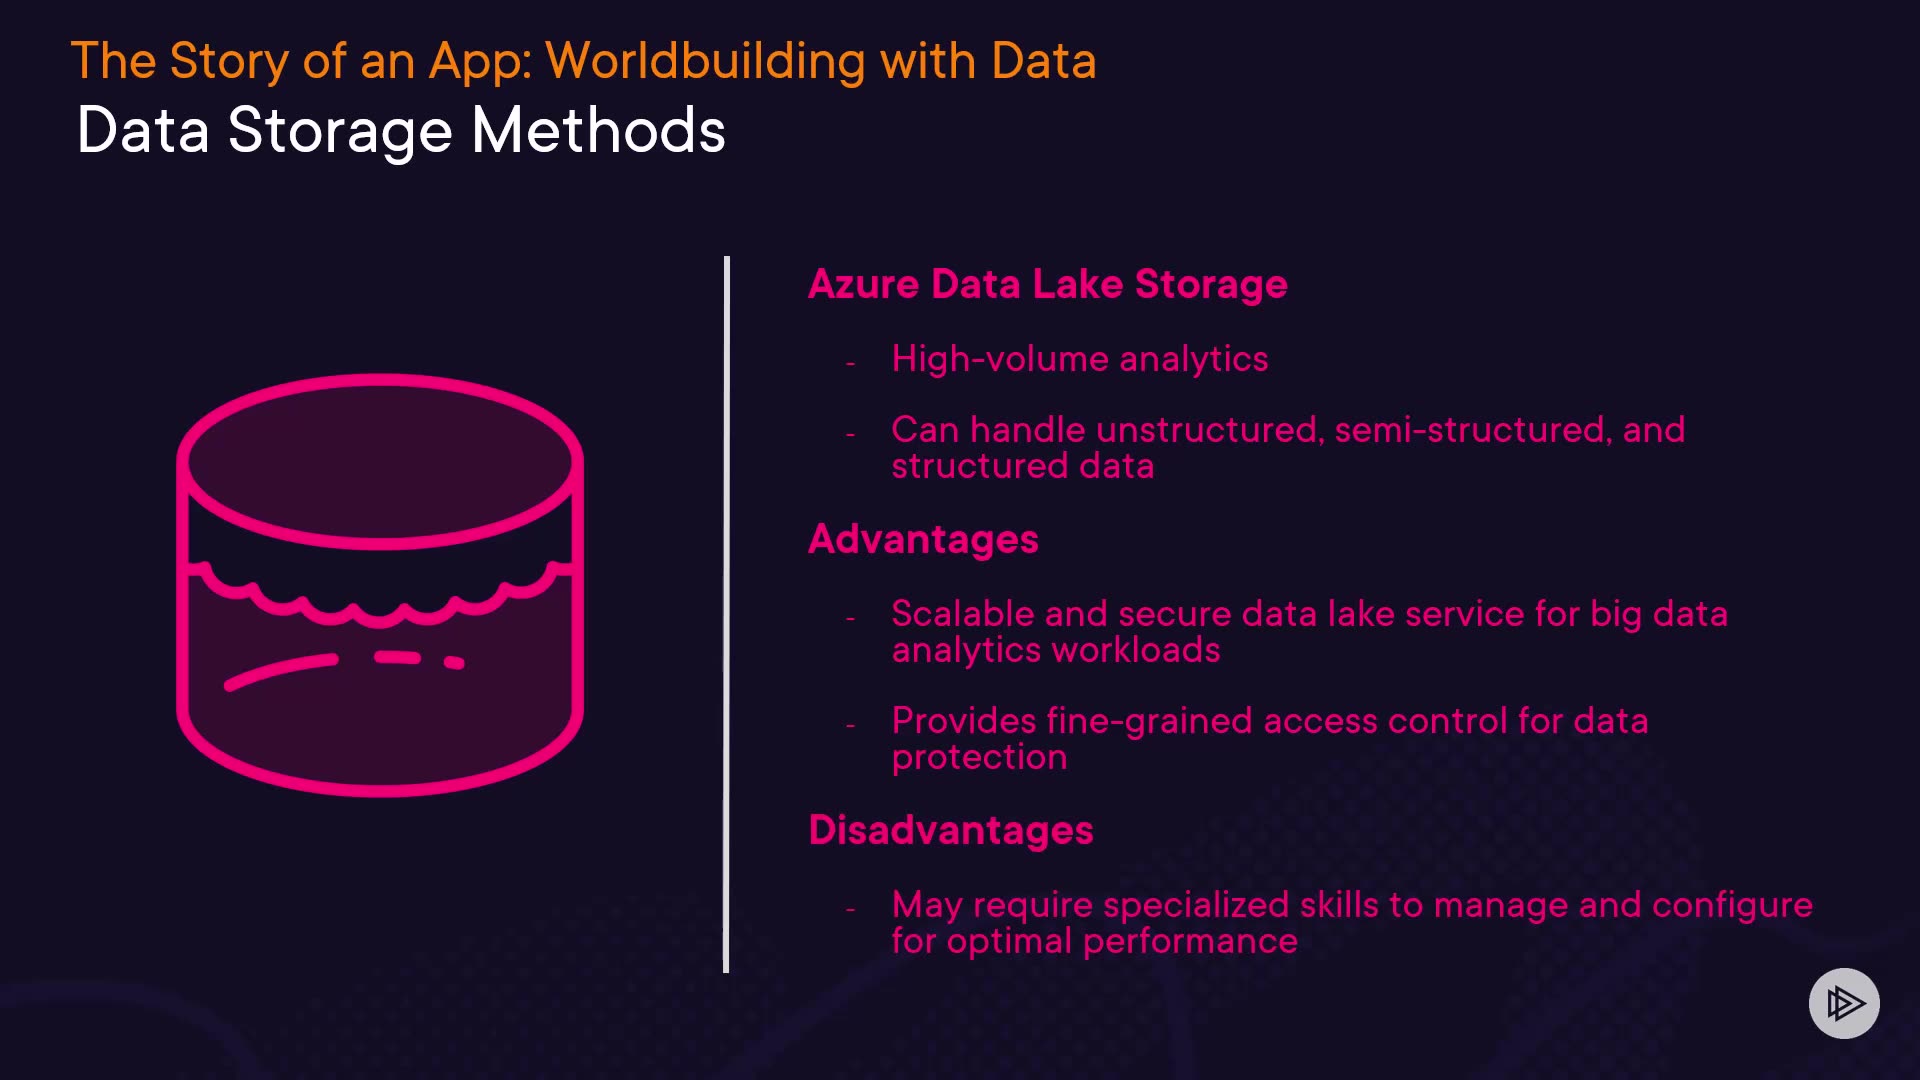 The Story of an App: Worldbuilding with Data
Data Storage Methods
Azure Data Lake Storage
- High-volume analytics
- Can handle unstructured, semi-structured, and
structured data
Advantages
- Scalable and secure data lake service for big data
analytics workloads
- Provides fine-grained access control for data
protection
Disadvantages
- May require specialized skills to manage and configure
for optimal performance